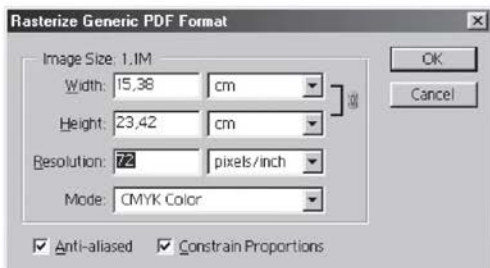 Rasterize Generic PDF Format
Image Size: 1,1M
Width: 15,38 cm
Height: 23,42 cm
Resolution: 72 pixels/inch
Mode: CMYK Color
Anti-aliased Constrain Proportions
OK
Cancel